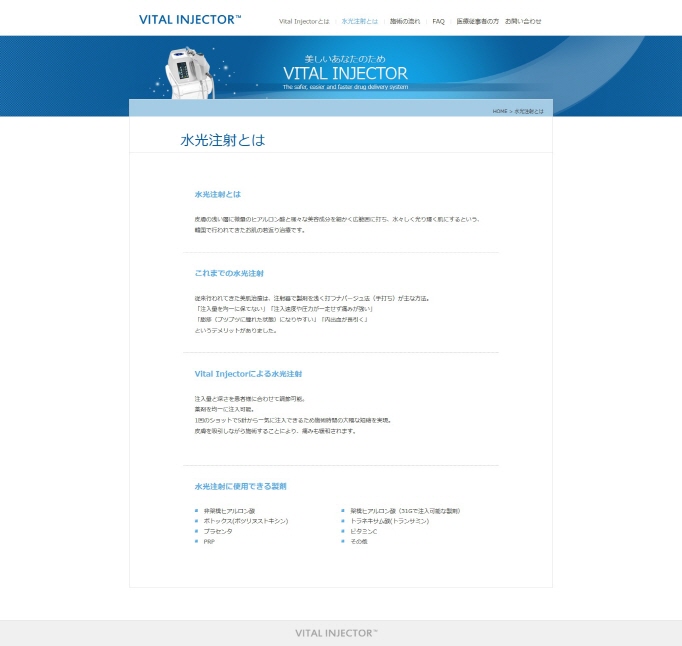 VITAL INJECTOR™
Vital Injectorとは 水光注射とは 施術の流れ FAQ 医療従事者の方 お問い合わせ
美しいあなたのため
VITAL INJECTOR
The safer, easier and faster drug delivery system
HOME > 水光注射とは
水光注射とは
水光注射とは
皮膚の浅い層に微量のヒアルロン酸と様々な美容成分を細かく広範囲に打ち、水々しく光り輝く肌にするという、
韓国で行われてきたお肌の若返り治療です。
これまでの水光注射
従来行われてきた美肌治療は、注射器で製剤を浅く打つナパージュ法（手打ち）が主な方法。
「注入量を均一に保てない」「注入速度や圧力が一定せず痛みが強い」
「膨疹（ブツブツに腫れた状態）になりやすい」「内出血が長引く」
というデメリットがありました。
Vital Injectorによる水光注射
注入量と深さを患者様に合わせて調節可能。
薬剤を均一に注入可能。
1回のショットで5針から一気に注入できるため施術時間の大幅な短縮を実現。
皮膚を吸引しながら施術することにより、痛みも緩和されます。
水光注射に使用できる製剤
非架橋ヒアルロン酸
架橋ヒアルロン酸（31Gで注入可能な製剤）
ボトックス(ボツリヌストキシン)
トラネキサム酸(トランサミン)
プラセンタ
ビタミンC
PRP
その他
VITAL INJECTOR™